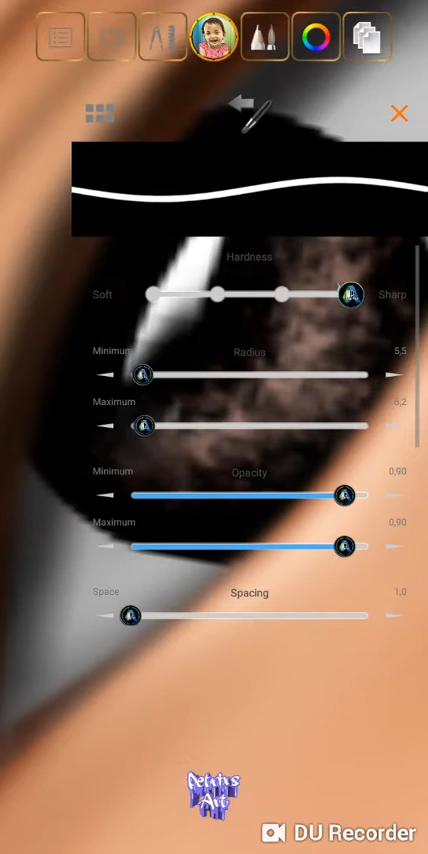 Hardness
Soft Sharp
Minimum Radius 5,5
Maximum 6,2
Minimum Opacity 0,90
Maximum 0,90
Space Spacing 1,0
Art
DU Recorder